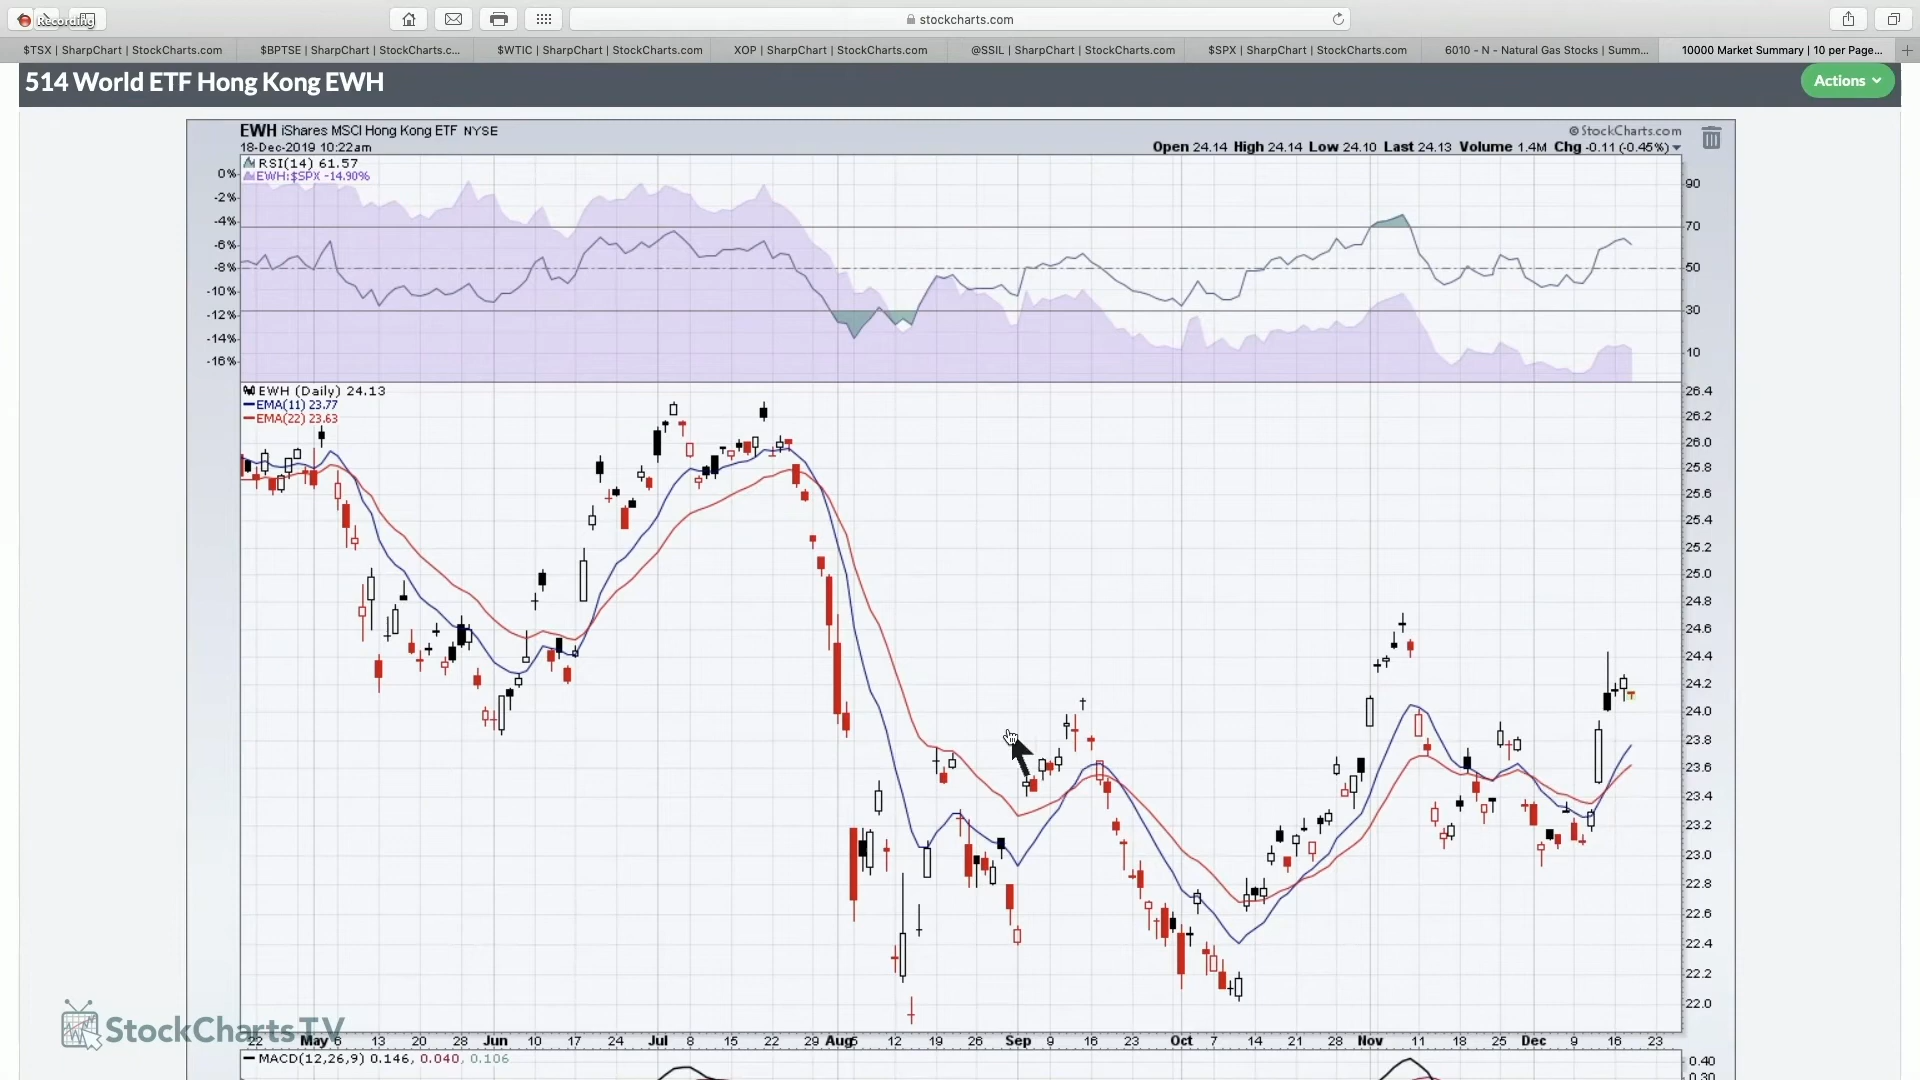 Recording
stockcharts.com
$TSX | SharpChart | StockCharts.com
$BPTSE | SharpChart | StockCharts.c...
$WTIC | SharpChart | StockCharts.com
XOP | SharpChart | StockCharts.com
@SSIL | SharpChart | StockCharts.com
$SPX | SharpChart | StockCharts.com
6010 - N - Natural Gas Stocks | Summ...
10000 Market Summary | 10 per Page...
514 World ETF Hong Kong EWH
Actions
EWH iShares MSCI Hong Kong ETF NYSE
© StockCharts.com
18-Dec-2019 10:22am
Open 24.14 High 24.14 Low 24.10 Last 24.13 Volume 1.4M Chg -0.11 (-0.45%)
RSI(14) 61.57
EWH:$SPX -14.90%
0%
-2%
-4%
-6%
-8%
-10%
-12%
-14%
-16%
90
70
50
30
10
EWH (Daily) 24.13
EMA(11) 23.77
EMA(22) 23.63
26.4
26.2
26.0
25.8
25.6
25.4
25.2
25.0
24.8
24.6
24.4
24.2
24.0
23.8
23.6
23.4
23.2
23.0
22.8
22.6
22.4
22.2
22.0
StockChartsTV
22 May 6 13 20 28 Jun 10 17 24 Jul 8 15 22 29 Aug 5 12 19 26 Sep 9 16 23 Oct 7 14 21 28 Nov 11 18 25 Dec 9 16 23
MACD(12,26,9) 0.146, 0.040, 0.106
0.40
0.30